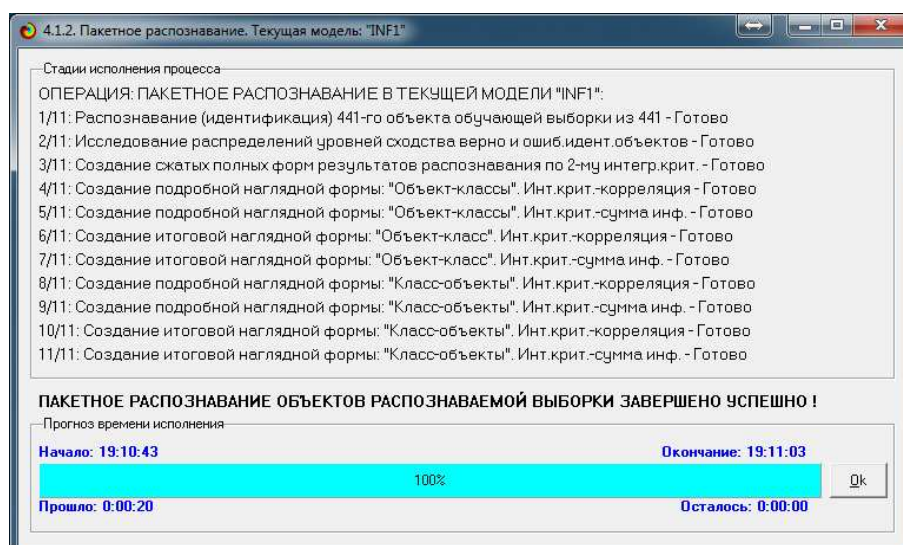 4.1.2. Пакетное распознавание. Текущая модель: "INF1"
Стадии исполнения процесса
ОПЕРАЦИЯ: ПАКЕТНОЕ РАСПОЗНАВАНИЕ В ТЕКУЩЕЙ МОДЕЛИ "INF1":
1/11: Распознавание (идентификация) 441-го объекта обучающей выборки из 441 - Готово
2/11: Исследование распределений уровней сходства верно и ошиб.идент.объектов - Готово
3/11: Создание сжатых полных форм результатов распознавания по 2-му интегр.крит. - Готово
4/11: Создание подробной наглядной формы: "Объект-классы". Инт.крит.-корреляция - Готово
5/11: Создание подробной наглядной формы: "Объект-классы". Инт.крит.-сумма инф. - Готово
6/11: Создание итоговой наглядной формы: "Объект-класс". Инт.крит.-корреляция - Готово
7/11: Создание итоговой наглядной формы: "Объект-класс". Инт.крит.-сумма инф. - Готово
8/11: Создание подробной наглядной формы: "Класс-объекты". Инт.крит.-корреляция - Готово
9/11: Создание подробной наглядной формы: "Класс-объекты". Инт.крит.-сумма инф. - Готово
10/11: Создание итоговой наглядной формы: "Класс-объекты". Инт.крит.-корреляция - Готово
11/11: Создание итоговой наглядной формы: "Класс-объекты". Инт.крит.-сумма инф. - Готово
ПАКЕТНОЕ РАСПОЗНАВАНИЕ ОБЪЕКТОВ РАСПОЗНАВАЕМОЙ ВЫБОРКИ ЗАВЕРШЕНО УСПЕШНО !
Прогноз времени исполнения
Начало: 19:10:43 Окончание: 19:11:03
100% Ok
Прошло: 0:00:20 Осталось: 0:00:00